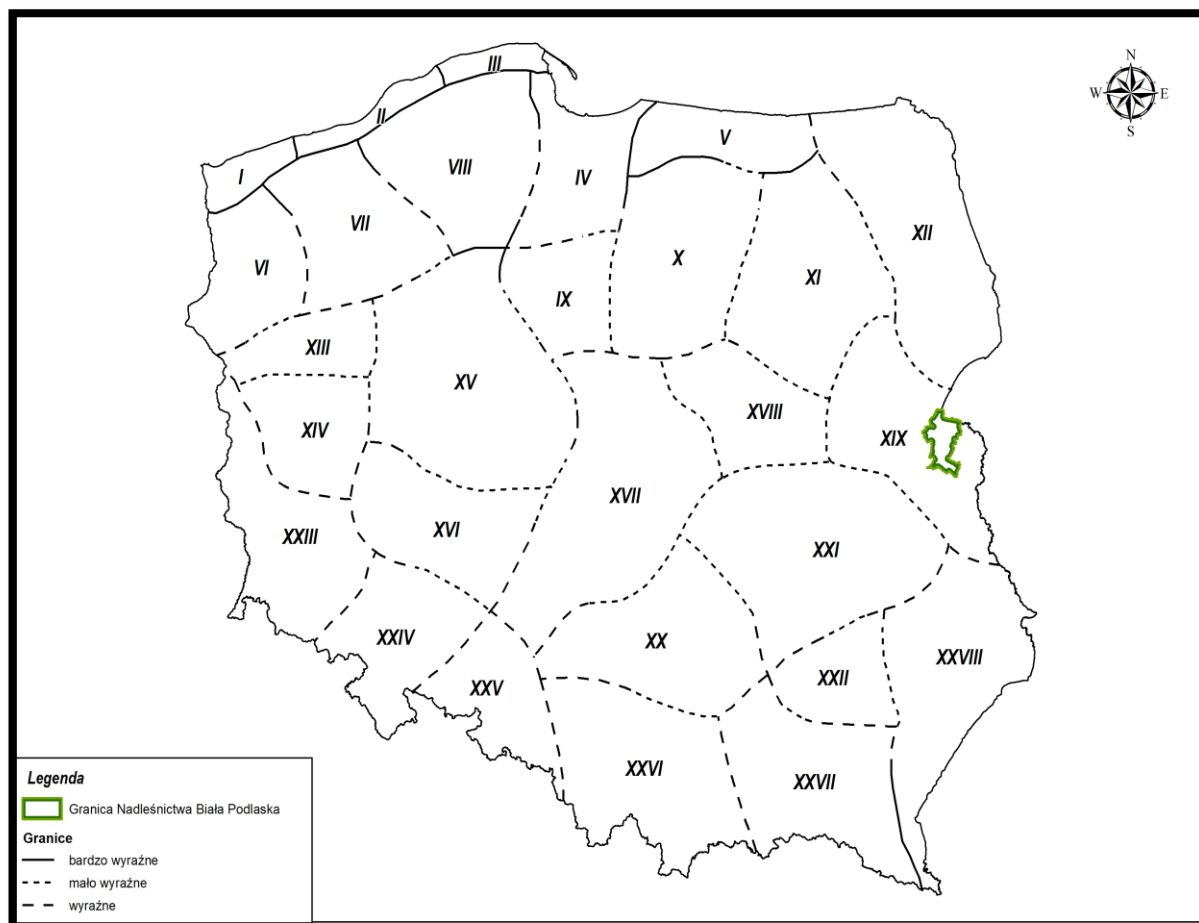 N
W E
S
III
II
I
V
VIII
IV
VII
XII
VI
X
XI
IX
XIII
XV
XVIII
XIV
XIX
XVII
XVI
XXIII
XXI
XXIV
XX
XXVIII
XXII
XXV
XXVI
XXVII
Legenda
Granica Nadleśnictwa Biała Podlaska
Granice
bardzo wyraźne
mało wyraźne
wyraźne